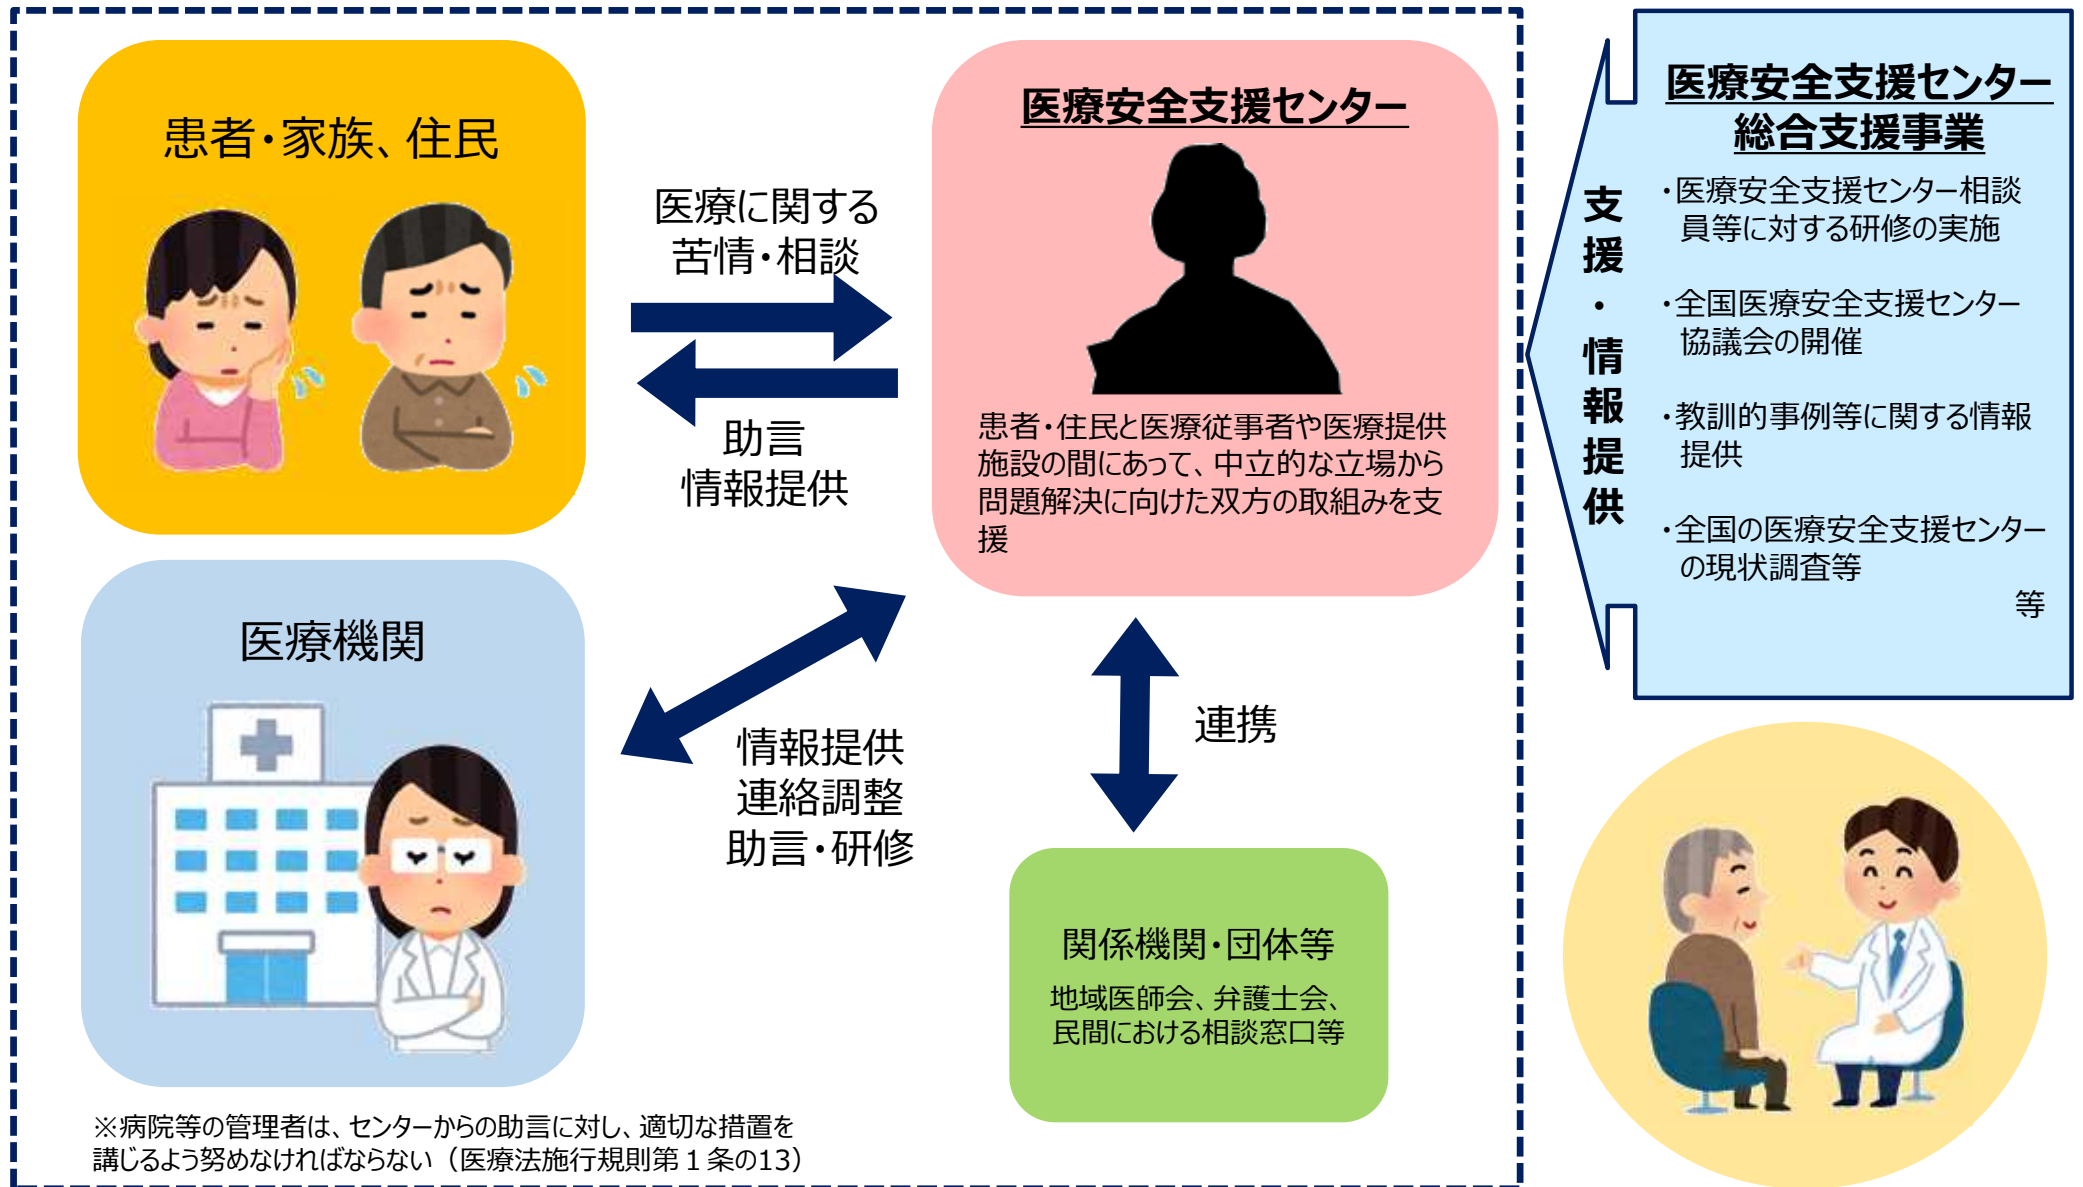 患者・家族、住民
医療に関する
苦情・相談
助言
情報提供
医療安全支援センター
患者・住民と医療従事者や医療提供
施設の間にあって、中立的な立場から
問題解決に向けた双方の取組みを支
援
医療機関
情報提供
連絡調整
助言・研修
連携
関係機関・団体等
地域医師会、弁護士会、
民間における相談窓口等
※病院等の管理者は、センターからの助言に対し、適切な措置を
講じるよう努めなければならない（医療法施行規則第１条の13）
支援・情報提供
医療安全支援センター
総合支援事業
・医療安全支援センター相談
員等に対する研修の実施
・全国医療安全支援センター
協議会の開催
・教訓的事例等に関する情報
提供
・全国の医療安全支援センター
の現状調査等
等